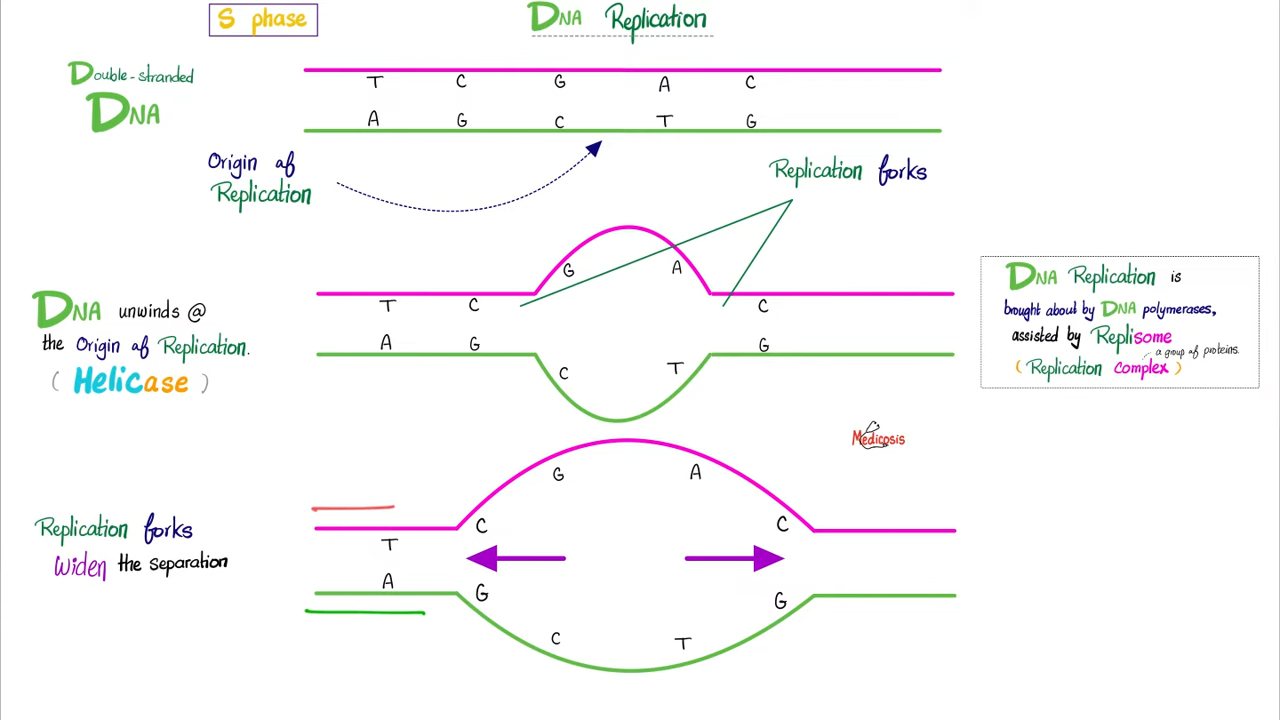 S phase
DNA Replication
Double-stranded
DNA
T C G A C
A G C T G
Origin of
Replication
Replication forks
G A
T C C
A G G
C T
DNA unwinds @
the Origin of Replication.
( Helicase )
DNA Replication is
brought about by DNA polymerases,
assisted by Replisome
a group of proteins.
( Replication Complex )
Medicosis
G A
C C
T
A
G G
C T
Replication forks
Widen the separation